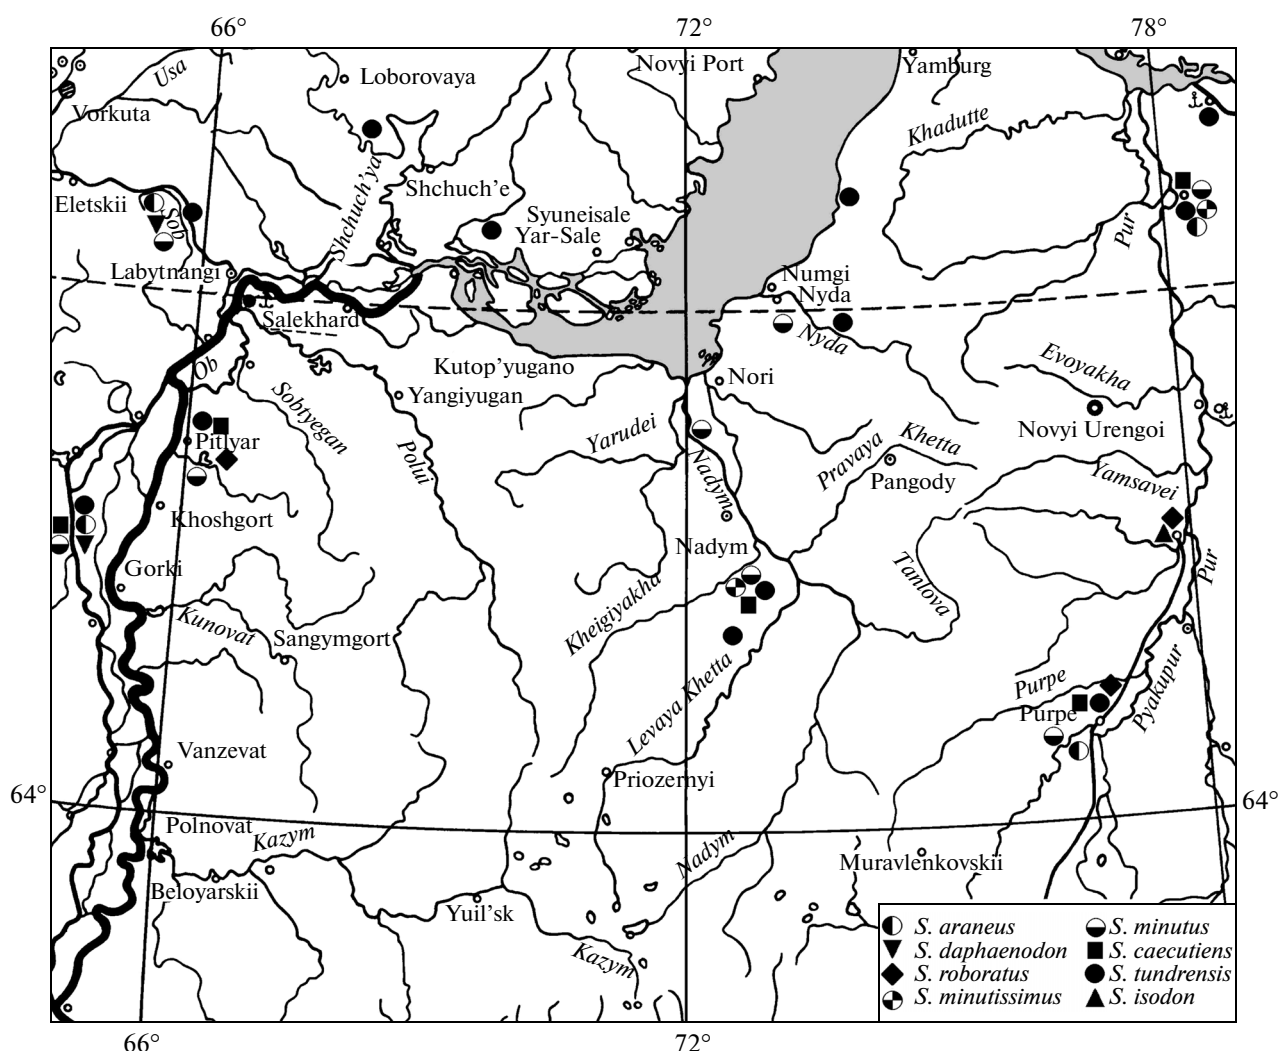 66°
72°
78°
Usa
Loborovaya
Novyi Port
Yamburg
Vorkuta
Khadutte
Shchuch'ya
Shchuch'e
Eletskii
Sob
Syuneisale
Yar-Sale
Pur
Labytnangi
Numgi
Nyda
Salekhard
Nyda
Ob
Kutop'yugano
Nori
Evoyakha
Yangiyugan
Sobtyegan
Pitlyar
Polui
Yarudei
Nadym
Pravaya
Khetta
Novyi Urengoi
Pangody
Yamsavei
Khoshgort
Nadym
Gorki
Tanlova
Pur
Kheigiyakha
Kunovat
Sangymgort
Levaya Khetta
Purpe
Purpe
Pyakupur
Vanzevat
Priozernyi
64°
64°
Polnovat
Kazym
Nadym
Muravlenkovskii
Beloyarskii
Yuil'sk
Kazym
S. araneus
S. minutus
S. daphaenodon
S. caecutiens
S. roboratus
S. tundrensis
S. minutissimus
S. isodon
66°
72°